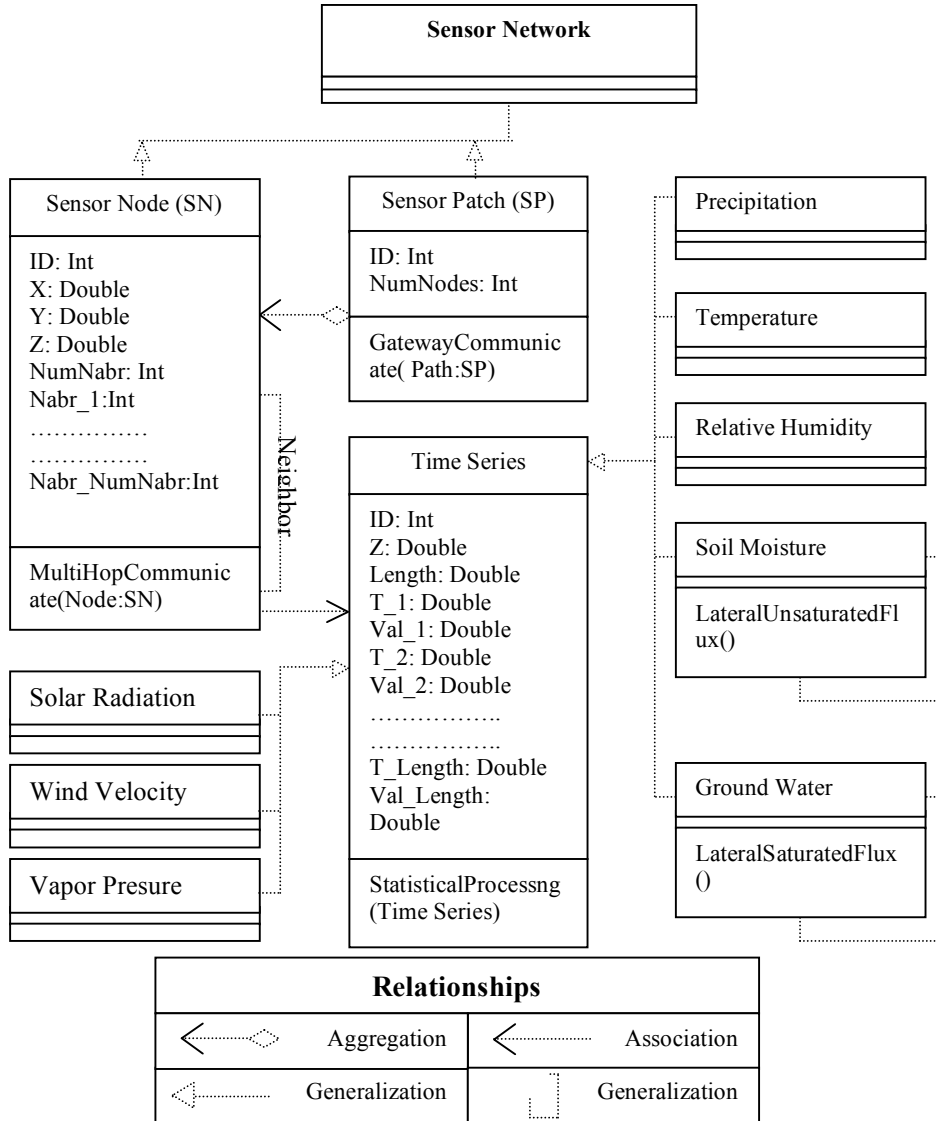 Sensor Network
Sensor Node (SN)
ID: Int
X: Double
Y: Double
Z: Double
NumNabr: Int
Nabr_1:Int
……………
……………
Nabr_NumNabr:Int
MultiHopCommunic
ate(Node:SN)
Neighbor
Sensor Patch (SP)
ID: Int
NumNodes: Int
GatewayCommunic
ate( Path:SP)
Time Series
ID: Int
Z: Double
Length: Double
T_1: Double
Val_1: Double
T_2: Double
Val_2: Double
……………..
……………..
T_Length: Double
Val_Length:
Double
StatisticalProcessng
(Time Series)
Precipitation
Temperature
Relative Humidity
Soil Moisture
LateralUnsaturatedFl
ux()
Ground Water
LateralSaturatedFlux
()
Solar Radiation
Wind Velocity
Vapor Presure
Relationships
Aggregation
Association
Generalization
Generalization